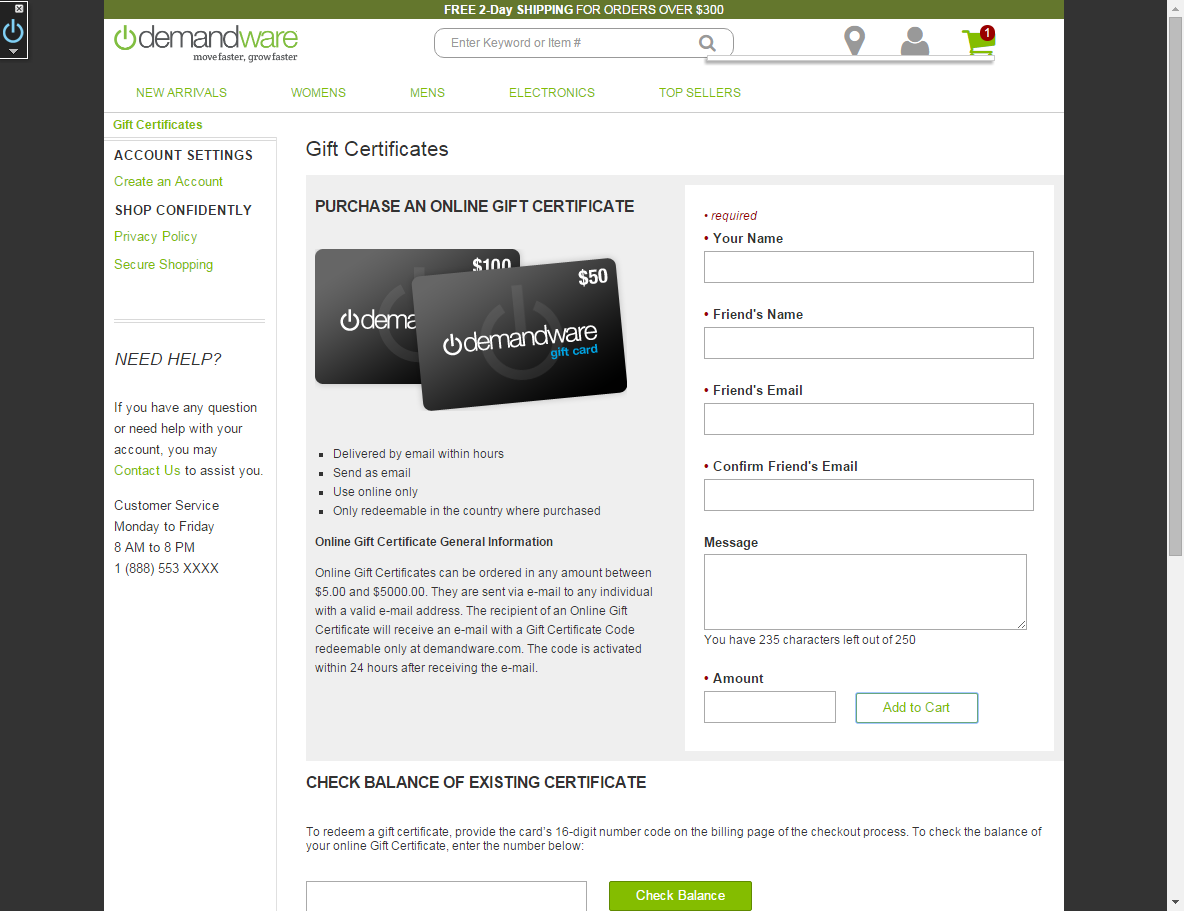 FREE 2-Day SHIPPING FOR ORDERS OVER $300
demandware
move faster, grow faster
Enter Keyword or Item #
1
NEW ARRIVALS WOMENS MENS ELECTRONICS TOP SELLERS
Gift Certificates
ACCOUNT SETTINGS
Create an Account
SHOP CONFIDENTLY
Privacy Policy
Secure Shopping
NEED HELP?
If you have any question
or need help with your
account, you may
Contact Us to assist you.
Customer Service
Monday to Friday
8 AM to 8 PM
1 (888) 553 XXXX
Gift Certificates
PURCHASE AN ONLINE GIFT CERTIFICATE
$100
dema
$50
demandware
gift card
▪ Delivered by email within hours
▪ Send as email
▪ Use online only
▪ Only redeemable in the country where purchased
Online Gift Certificate General Information
Online Gift Certificates can be ordered in any amount between
$5.00 and $5000.00. They are sent via e-mail to any individual
with a valid e-mail address. The recipient of an Online Gift
Certificate will receive an e-mail with a Gift Certificate Code
redeemable only at demandware.com. The code is activated
within 24 hours after receiving the e-mail.
• required
• Your Name
• Friend's Name
• Friend's Email
• Confirm Friend's Email
Message
You have 235 characters left out of 250
• Amount
Add to Cart
CHECK BALANCE OF EXISTING CERTIFICATE
To redeem a gift certificate, provide the card's 16-digit number code on the billing page of the checkout process. To check the balance of
your online Gift Certificate, enter the number below:
Check Balance